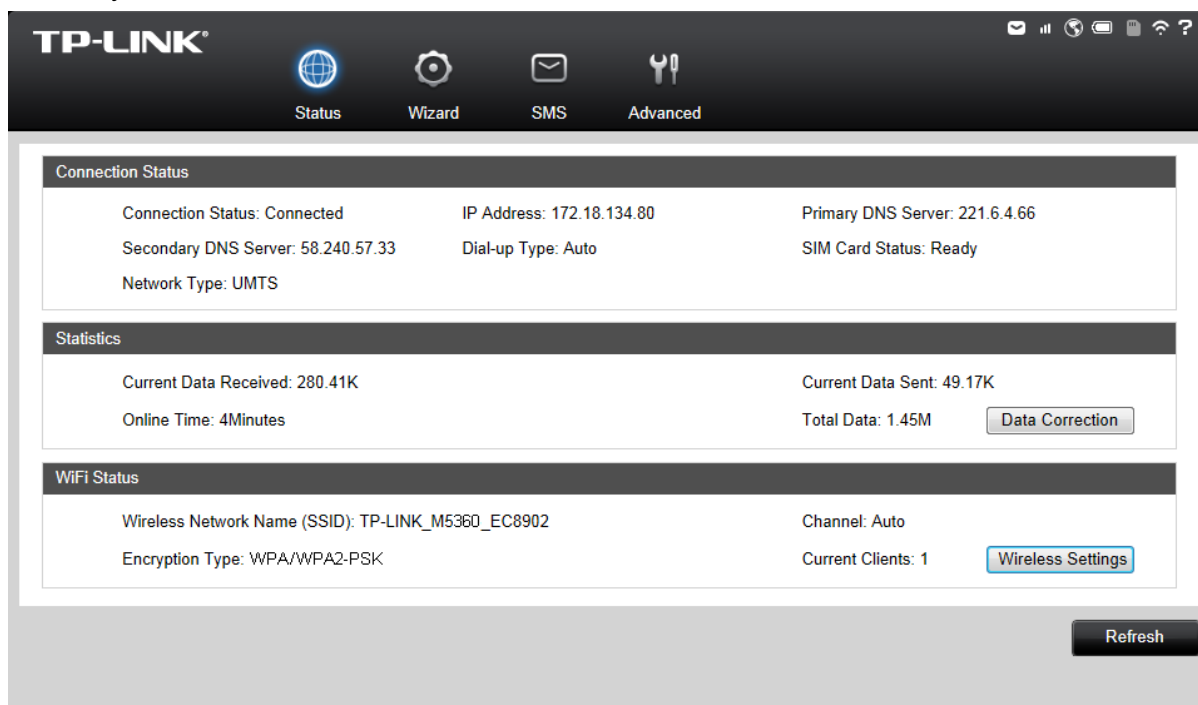 TP-LINK®
?
Status Wizard SMS Advanced
Connection Status
Connection Status: Connected IP Address: 172.18.134.80 Primary DNS Server: 221.6.4.66
Secondary DNS Server: 58.240.57.33 Dial-up Type: Auto SIM Card Status: Ready
Network Type: UMTS
Statistics
Current Data Received: 280.41K Current Data Sent: 49.17K
Online Time: 4Minutes Total Data: 1.45M Data Correction
WiFi Status
Wireless Network Name (SSID): TP-LINK_M5360_EC8902 Channel: Auto
Encryption Type: WPA/WPA2-PSK Current Clients: 1 Wireless Settings
Refresh